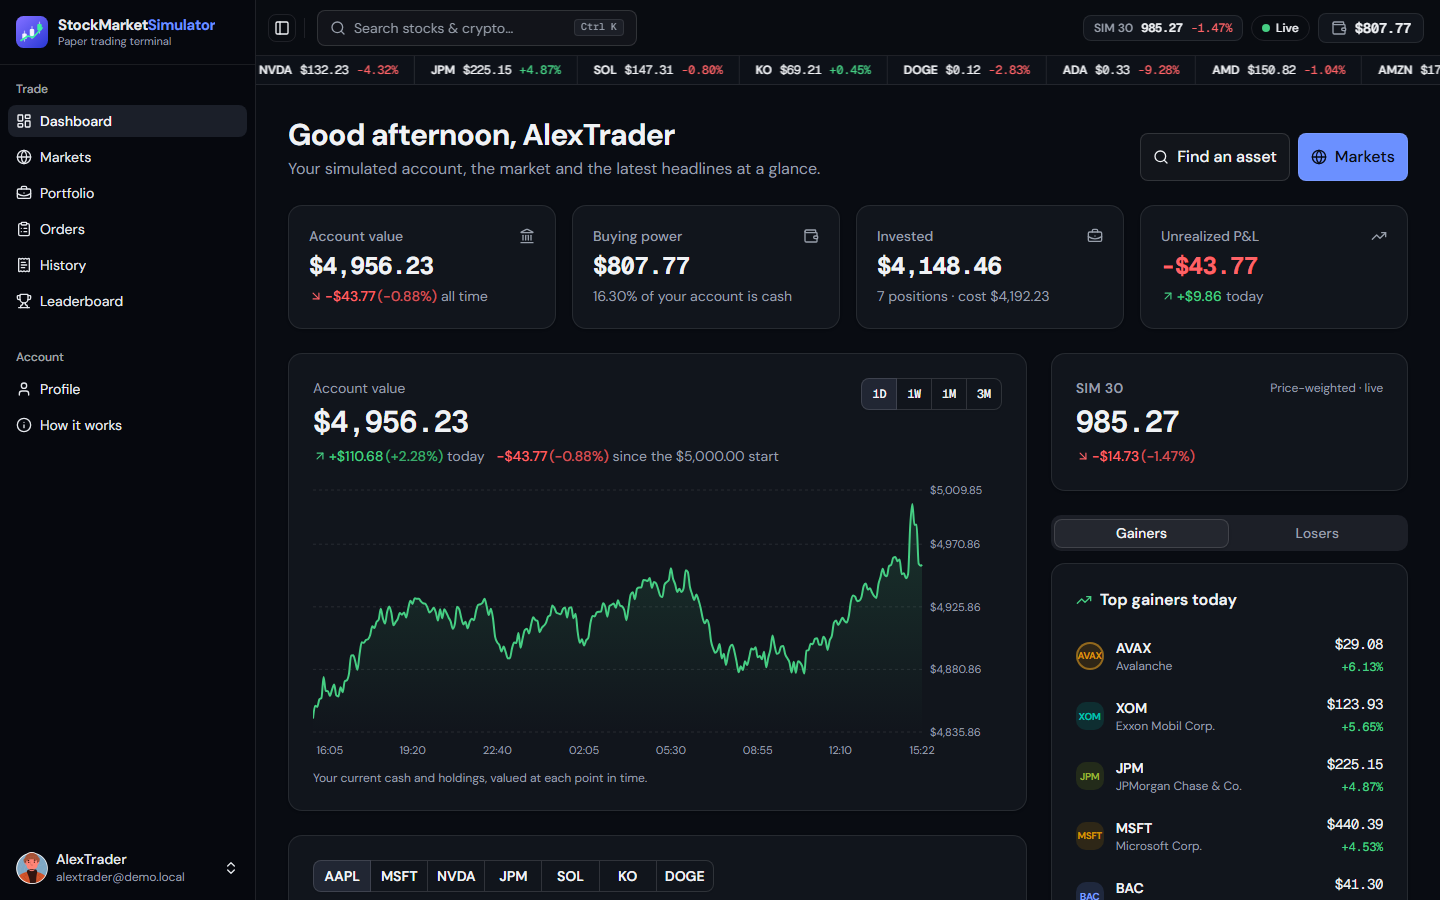 StockMarketSimulator
Paper trading terminal
Search stocks & crypto...
Ctrl K
SIM 30 985.27 -1.47%
Live
$807.77
NVDA $132.23 -4.32%
JPM $225.15 +4.87%
SOL $147.31 -0.80%
KO $69.21 +0.45%
DOGE $0.12 -2.83%
ADA $0.33 -9.28%
AMD $150.82 -1.04%
AMZN $17
Trade
Dashboard
Markets
Portfolio
Orders
History
Leaderboard
Account
Profile
How it works
AlexTrader
alextrader@demo.local
Good afternoon, AlexTrader
Your simulated account, the market and the latest headlines at a glance.
Find an asset
Markets
Account value
$4,956.23
-$43.77 (-0.88%) all time
Buying power
$807.77
16.30% of your account is cash
Invested
$4,148.46
7 positions · cost $4,192.23
Unrealized P&L
-$43.77
+$9.86 today
Account value
$4,956.23
+$110.68 (+2.28%) today -$43.77 (-0.88%) since the $5,000.00 start
1D 1W 1M 3M
$5,009.85
$4,970.86
$4,925.86
$4,880.86
$4,835.86
16:05 19:20 22:40 02:05 05:30 08:55 12:10 15:22
Your current cash and holdings, valued at each point in time.
AAPL MSFT NVDA JPM SOL KO DOGE
SIM 30
Price-weighted · live
985.27
-$14.73 (-1.47%)
Gainers
Losers
Top gainers today
AVAX
AVAX
Avalanche
$29.08
+6.13%
XOM
XOM
Exxon Mobil Corp.
$123.93
+5.65%
JPM
JPM
JPMorgan Chase & Co.
$225.15
+4.87%
MSFT
MSFT
Microsoft Corp.
$440.39
+4.53%
BAC
BAC
$41.30